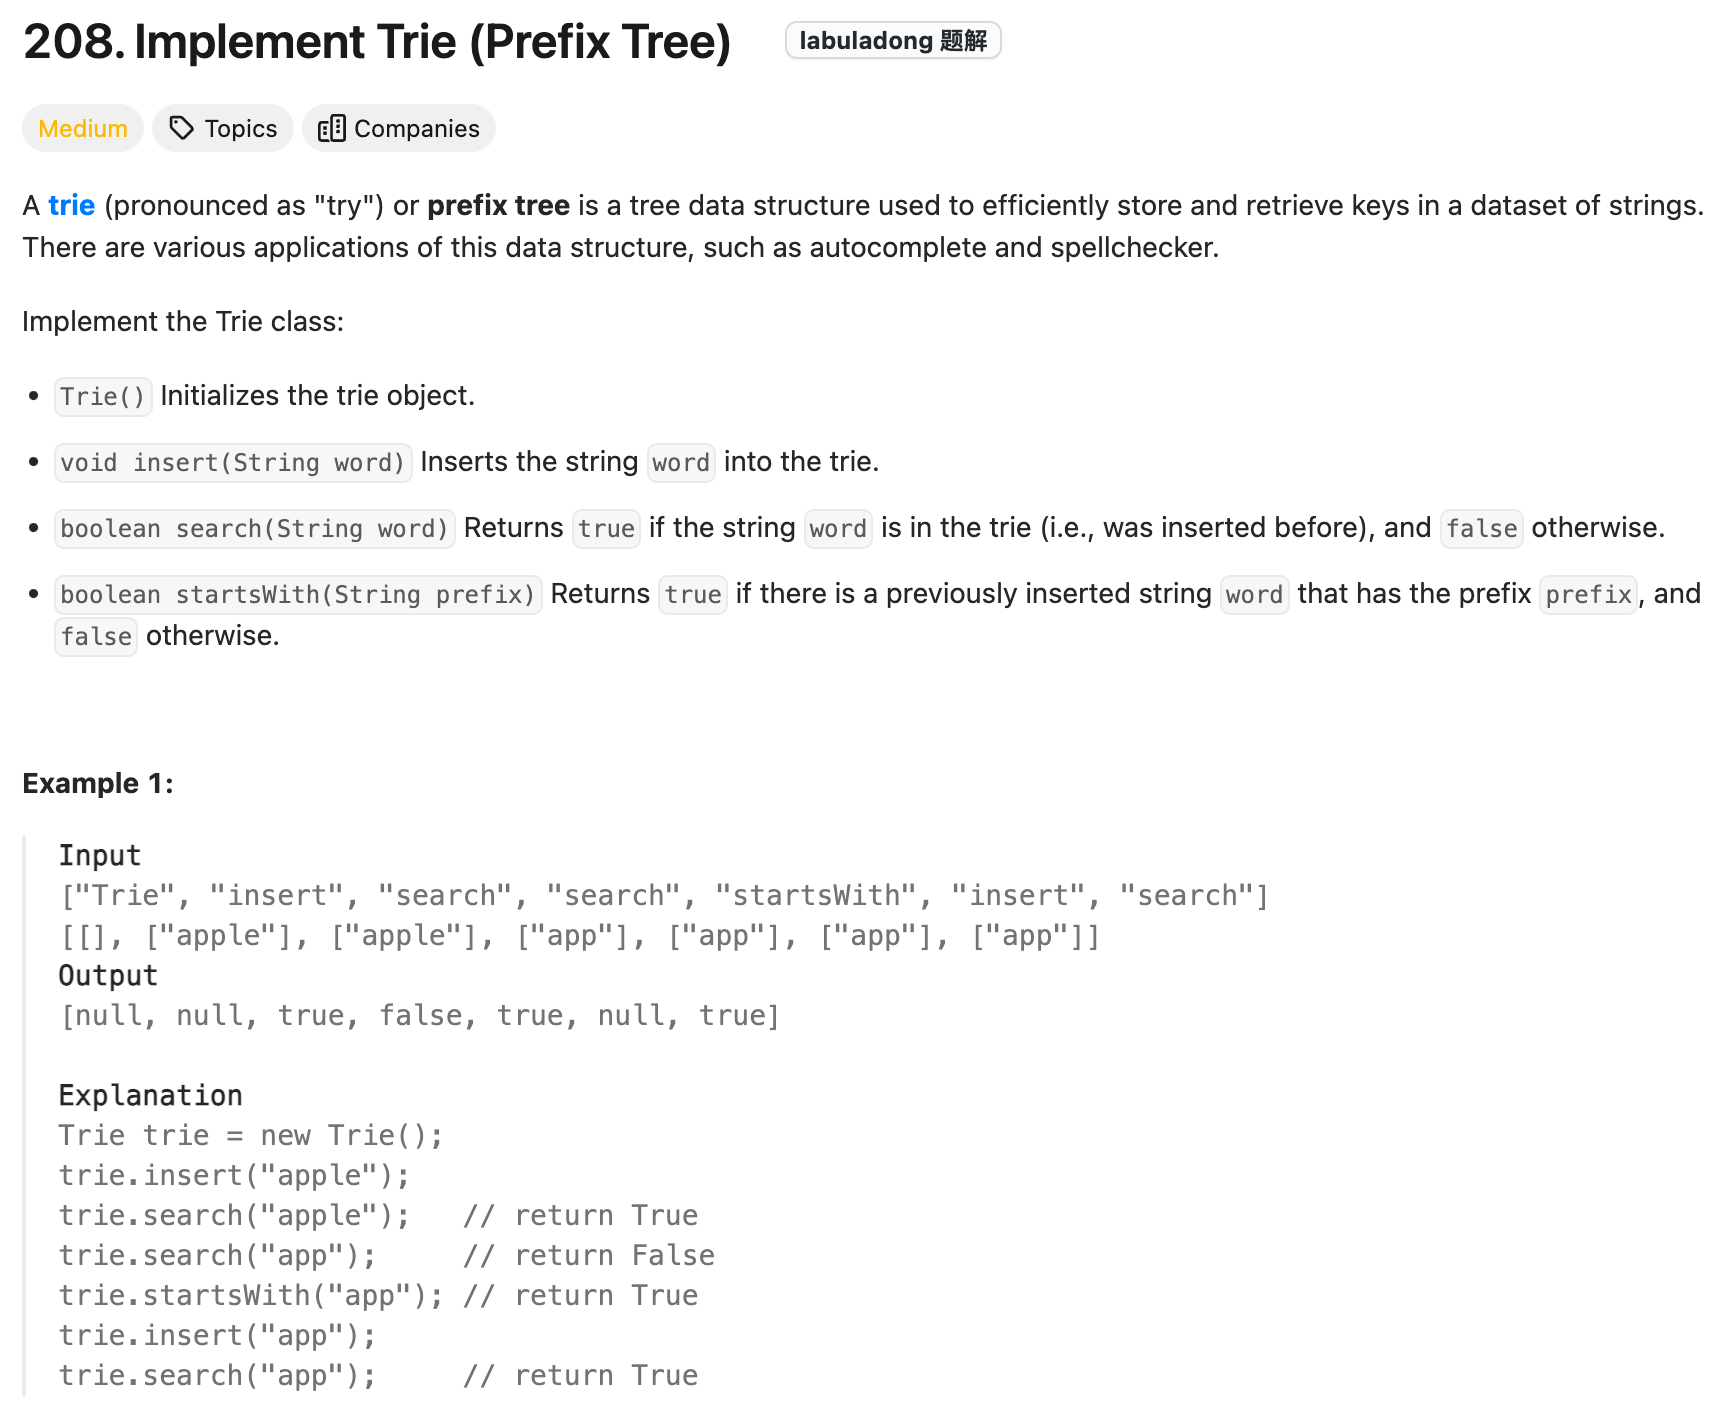 208. Implement Trie (Prefix Tree) labuladong 题解
Medium Topics Companies
A trie (pronounced as "try") or prefix tree is a tree data structure used to efficiently store and retrieve keys in a dataset of strings.
There are various applications of this data structure, such as autocomplete and spellchecker.
Implement the Trie class:
• Trie() Initializes the trie object.
• void insert(String word) Inserts the string word into the trie.
• boolean search(String word) Returns true if the string word is in the trie (i.e., was inserted before), and false otherwise.
• boolean startsWith(String prefix) Returns true if there is a previously inserted string word that has the prefix prefix, and
false otherwise.
Example 1:
Input
["Trie", "insert", "search", "search", "startsWith", "insert", "search"]
[[], ["apple"], ["apple"], ["app"], ["app"], ["app"], ["app"]]
Output
[null, null, true, false, true, null, true]
Explanation
Trie trie = new Trie();
trie.insert("apple");
trie.search("apple");   // return True
trie.search("app");     // return False
trie.startsWith("app"); // return True
trie.insert("app");
trie.search("app");     // return True